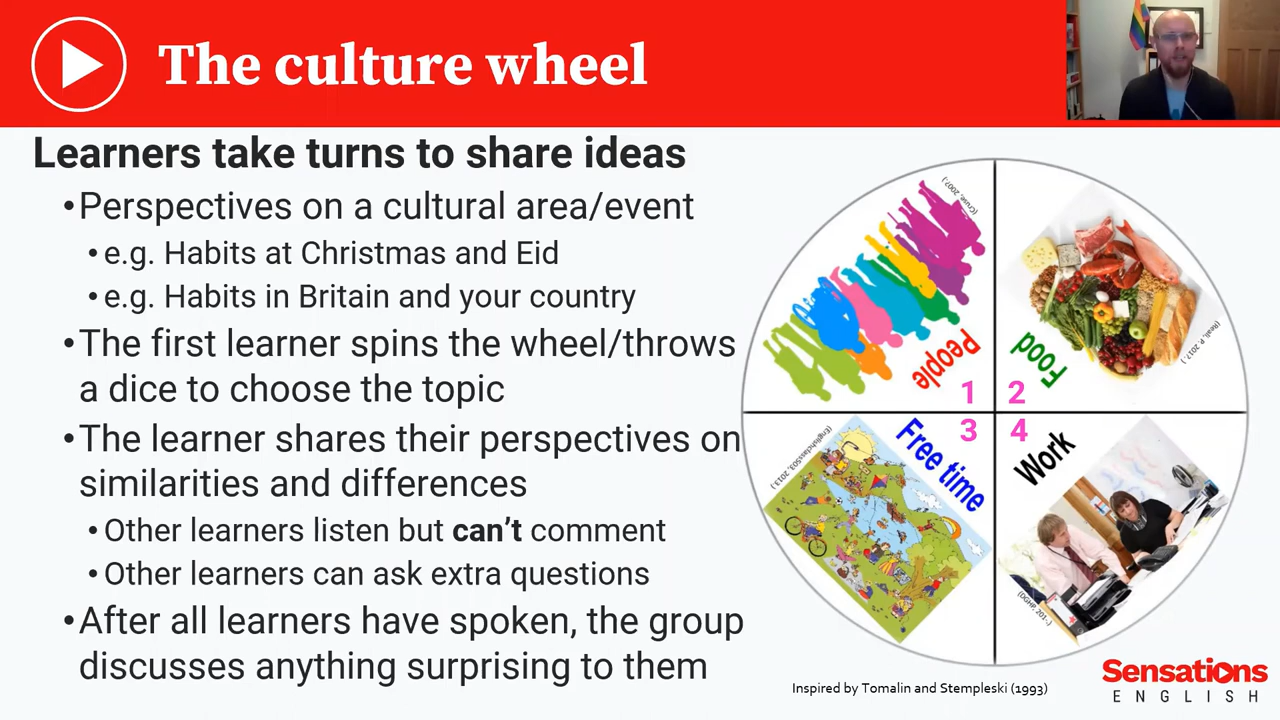 The culture wheel
Learners take turns to share ideas
•Perspectives on a cultural area/event
•e.g. Habits at Christmas and Eid
•e.g. Habits in Britain and your country
•The first learner spins the wheel/throws
a dice to choose the topic
•The learner shares their perspectives on
similarities and differences
•Other learners listen but can't comment
•Other learners can ask extra questions
•After all learners have spoken, the group
discusses anything surprising to them
People
1
Food
2
(Reali, P, 2012.)
Free time
3
(Englishclass503, 2013.)
Work
4
Inspired by Tomalin and Stempleski (1993)
Sensations
ENGLISH